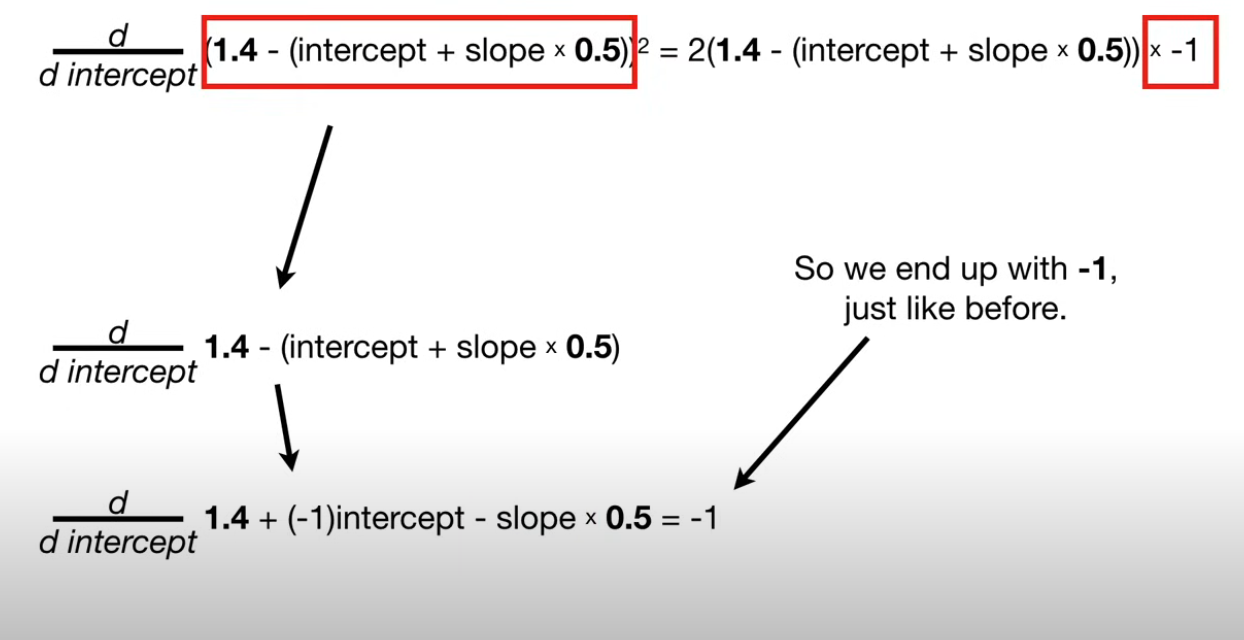 d
d intercept (1.4 - (intercept + slope × 0.5))² = 2(1.4 - (intercept + slope × 0.5)) × -1
So we end up with -1,
just like before.
d
d intercept 1.4 - (intercept + slope × 0.5)
d
d intercept 1.4 + (-1)intercept - slope × 0.5 = -1